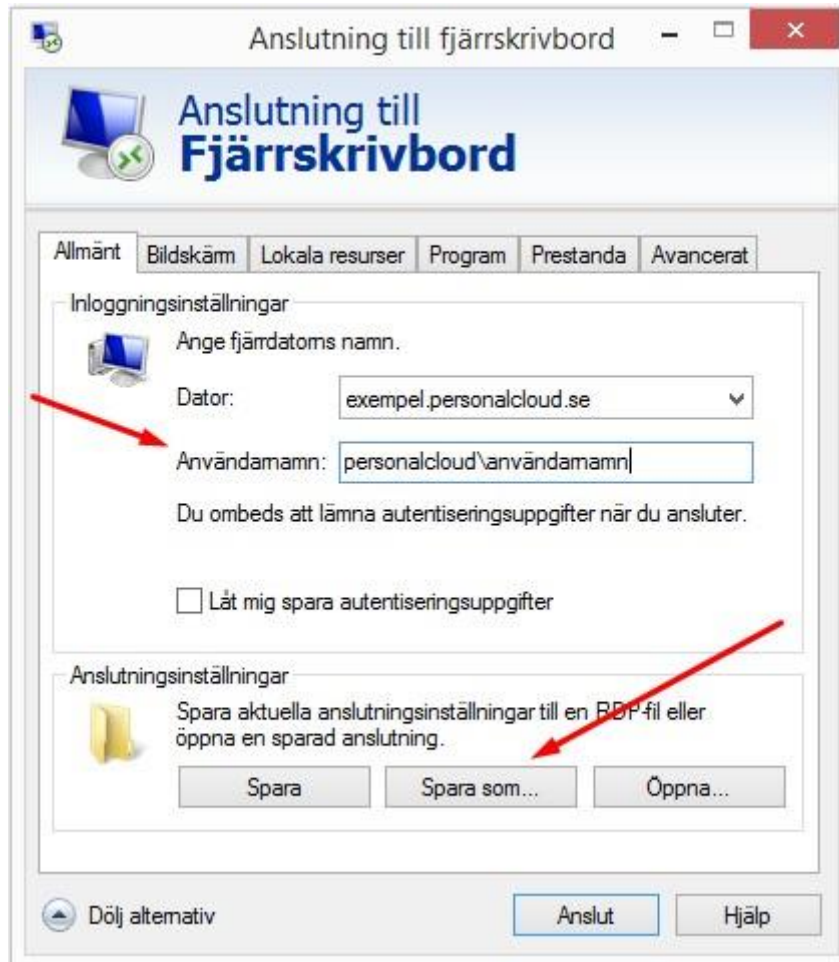 Anslutning till fjärrskrivbord
Anslutning till
Fjärrskrivbord
Allmänt Bildskärm Lokala resurser Program Prestanda Avancerat
Inloggningsinställningar
Ange fjärrdatorns namn.
Dator: exempel.personalcloud.se
Användarnamn: personalcloud\användarnamn
Du ombeds att lämna autentiseringsuppgifter när du ansluter.
Låt mig spara autentiseringsuppgifter
Anslutningsinställningar
Spara aktuella anslutningsinställningar till en RDP-fil eller
öppna en sparad anslutning.
Spara Spara som... Öppna...
Dölj alternativ Anslut Hjälp